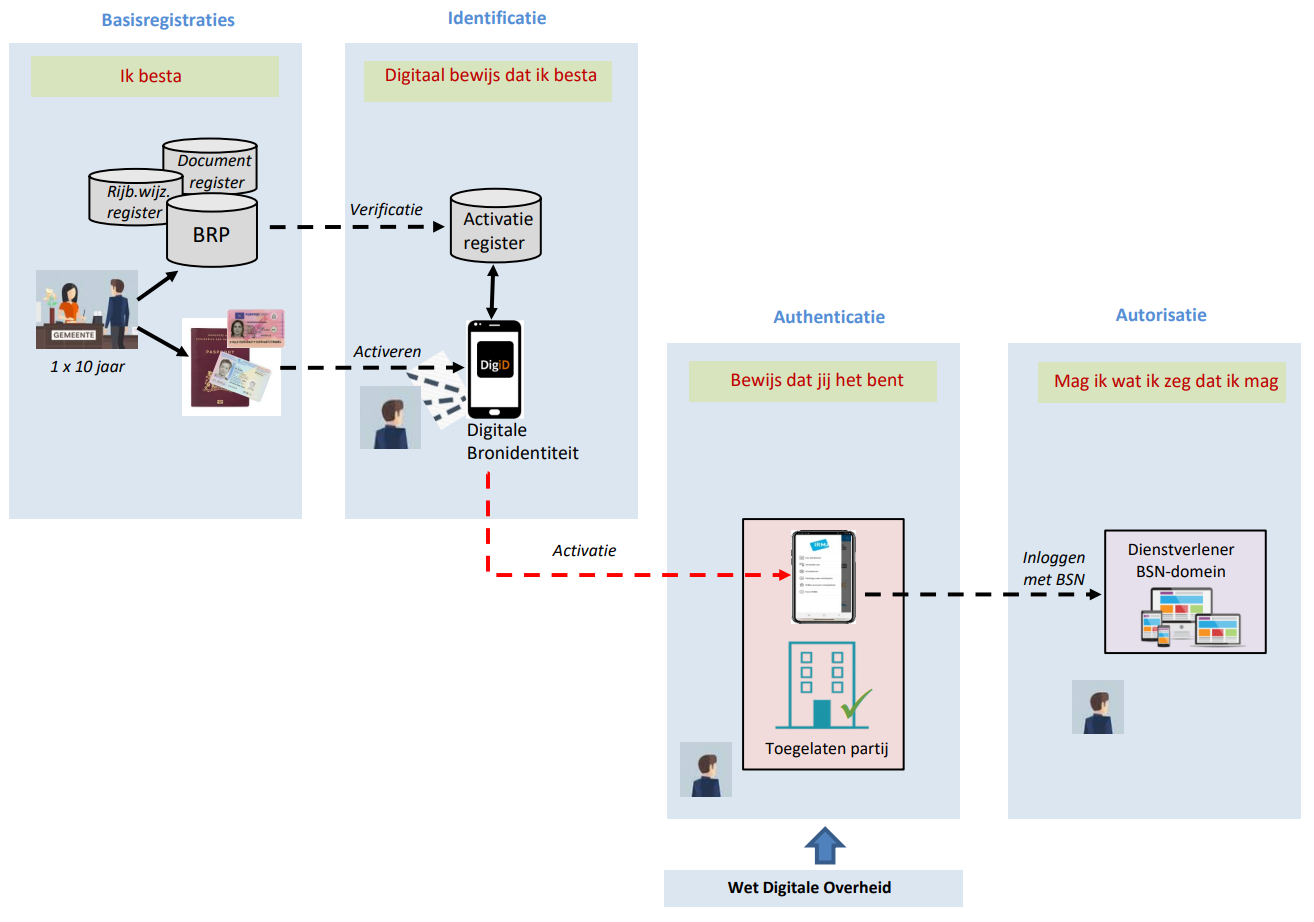 Basisregistraties
Ik besta
Document
register
Rijb.wijz.
register
BRP
GEMEENTE
1 x 10 jaar
PASPOORT
Identificatie
Digitaal bewijs dat ik besta
Verificatie
Activatie
register
Activeren
DigiD
Digitale
Bronidentiteit
Activatie
Authenticatie
Bewijs dat jij het bent
IRMA
Toegelaten partij
Wet Digitale Overheid
Autorisatie
Mag ik wat ik zeg dat ik mag
Inloggen
met BSN
Dienstverlener
BSN-domein